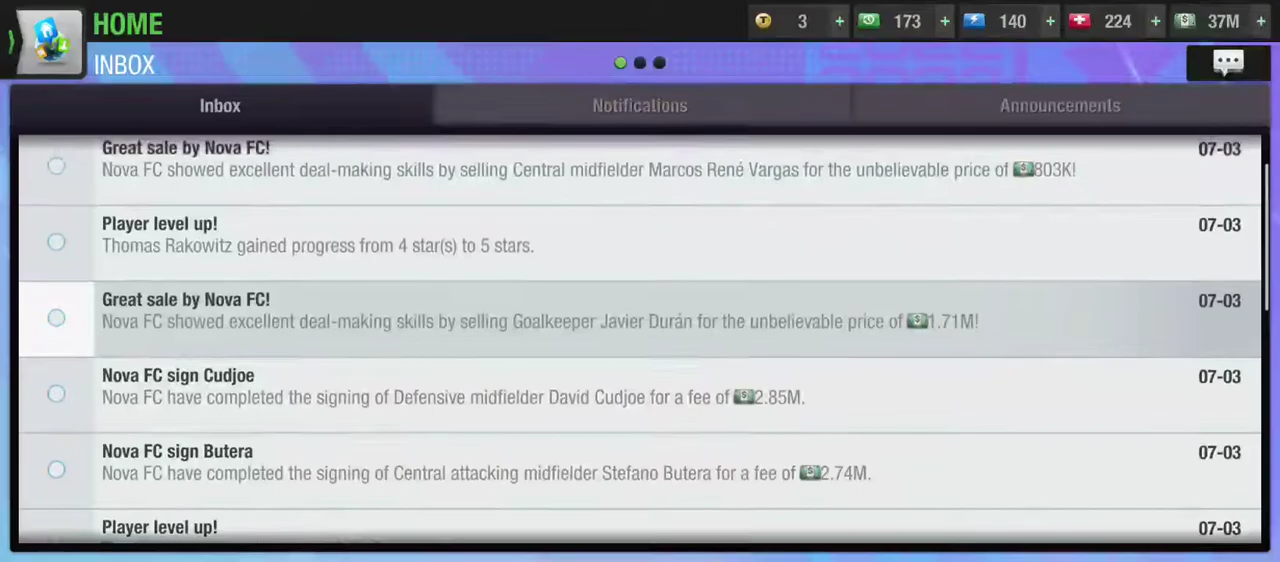 HOME
3 + 173 + 140 + 224 + 37M +
INBOX
Inbox Notifications Announcements
Great sale by Nova FC! 07-03
Nova FC showed excellent deal-making skills by selling Central midfielder Marcos René Vargas for the unbelievable price of 803K!
Player level up! 07-03
Thomas Rakowitz gained progress from 4 star(s) to 5 stars.
Great sale by Nova FC! 07-03
Nova FC showed excellent deal-making skills by selling Goalkeeper Javier Durán for the unbelievable price of 1.71M!
Nova FC sign Cudjoe 07-03
Nova FC have completed the signing of Defensive midfielder David Cudjoe for a fee of 2.85M.
Nova FC sign Butera 07-03
Nova FC have completed the signing of Central attacking midfielder Stefano Butera for a fee of 2.74M.
Player level up! 07-03